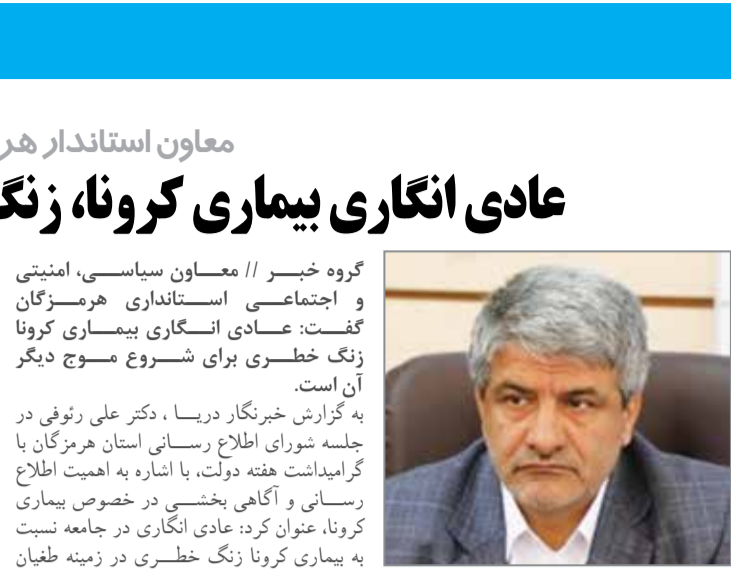 معاون استاندار هر
عادی انگاری بیماری کرونا، زنگ
گروه خبر // معاون سیاسی، امنیتی
و اجتماعی استانداری هرمزگان
گفت: عادی انگاری بیماری کرونا
زنگ خطری برای شروع موج دیگر
آن است.
به گزارش خبرنگار دریا ، دکتر علی رئوفی در
جلسه شورای اطلاع رسانی استان هرمزگان با
گرامیداشت هفته دولت، با اشاره به اهمیت اطلاع
رسانی و آگاهی بخشی در خصوص بیماری
کرونا، عنوان کرد: عادی انگاری در جامعه نسبت
به بیماری کرونا زنگ خطری در زمینه طغیان